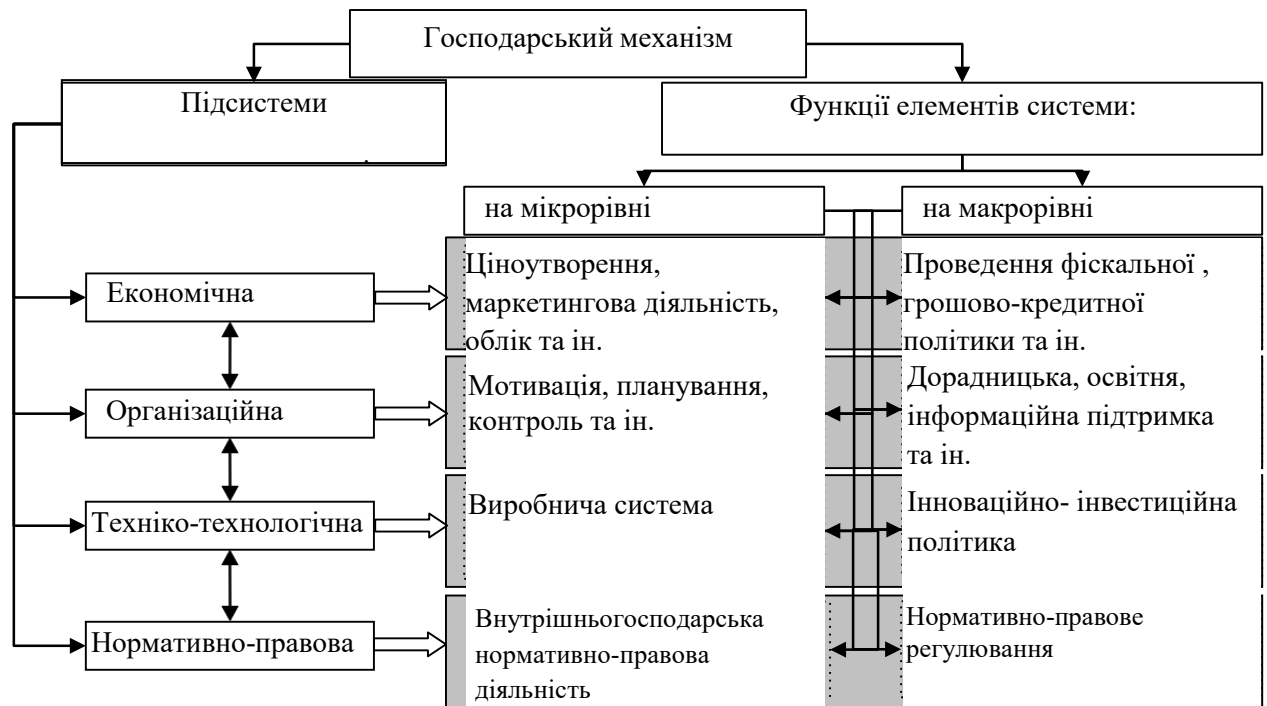 Господарський механізм
Підсистеми
Функції елементів системи:
на мікрорівні
на макрорівні
Економічна
Ціноутворення,
маркетингова діяльність,
облік та ін.
Проведення фіскальної ,
грошово-кредитної
політики та ін.
Організаційна
Мотивація, планування,
контроль та ін.
Дорадницька, освітня,
інформаційна підтримка
та ін.
Техніко-технологічна
Виробнича система
Інноваційно- інвестиційна
політика
Нормативно-правова
Внутрішньогосподарська
нормативно-правова
діяльність
Нормативно-правове
регулювання